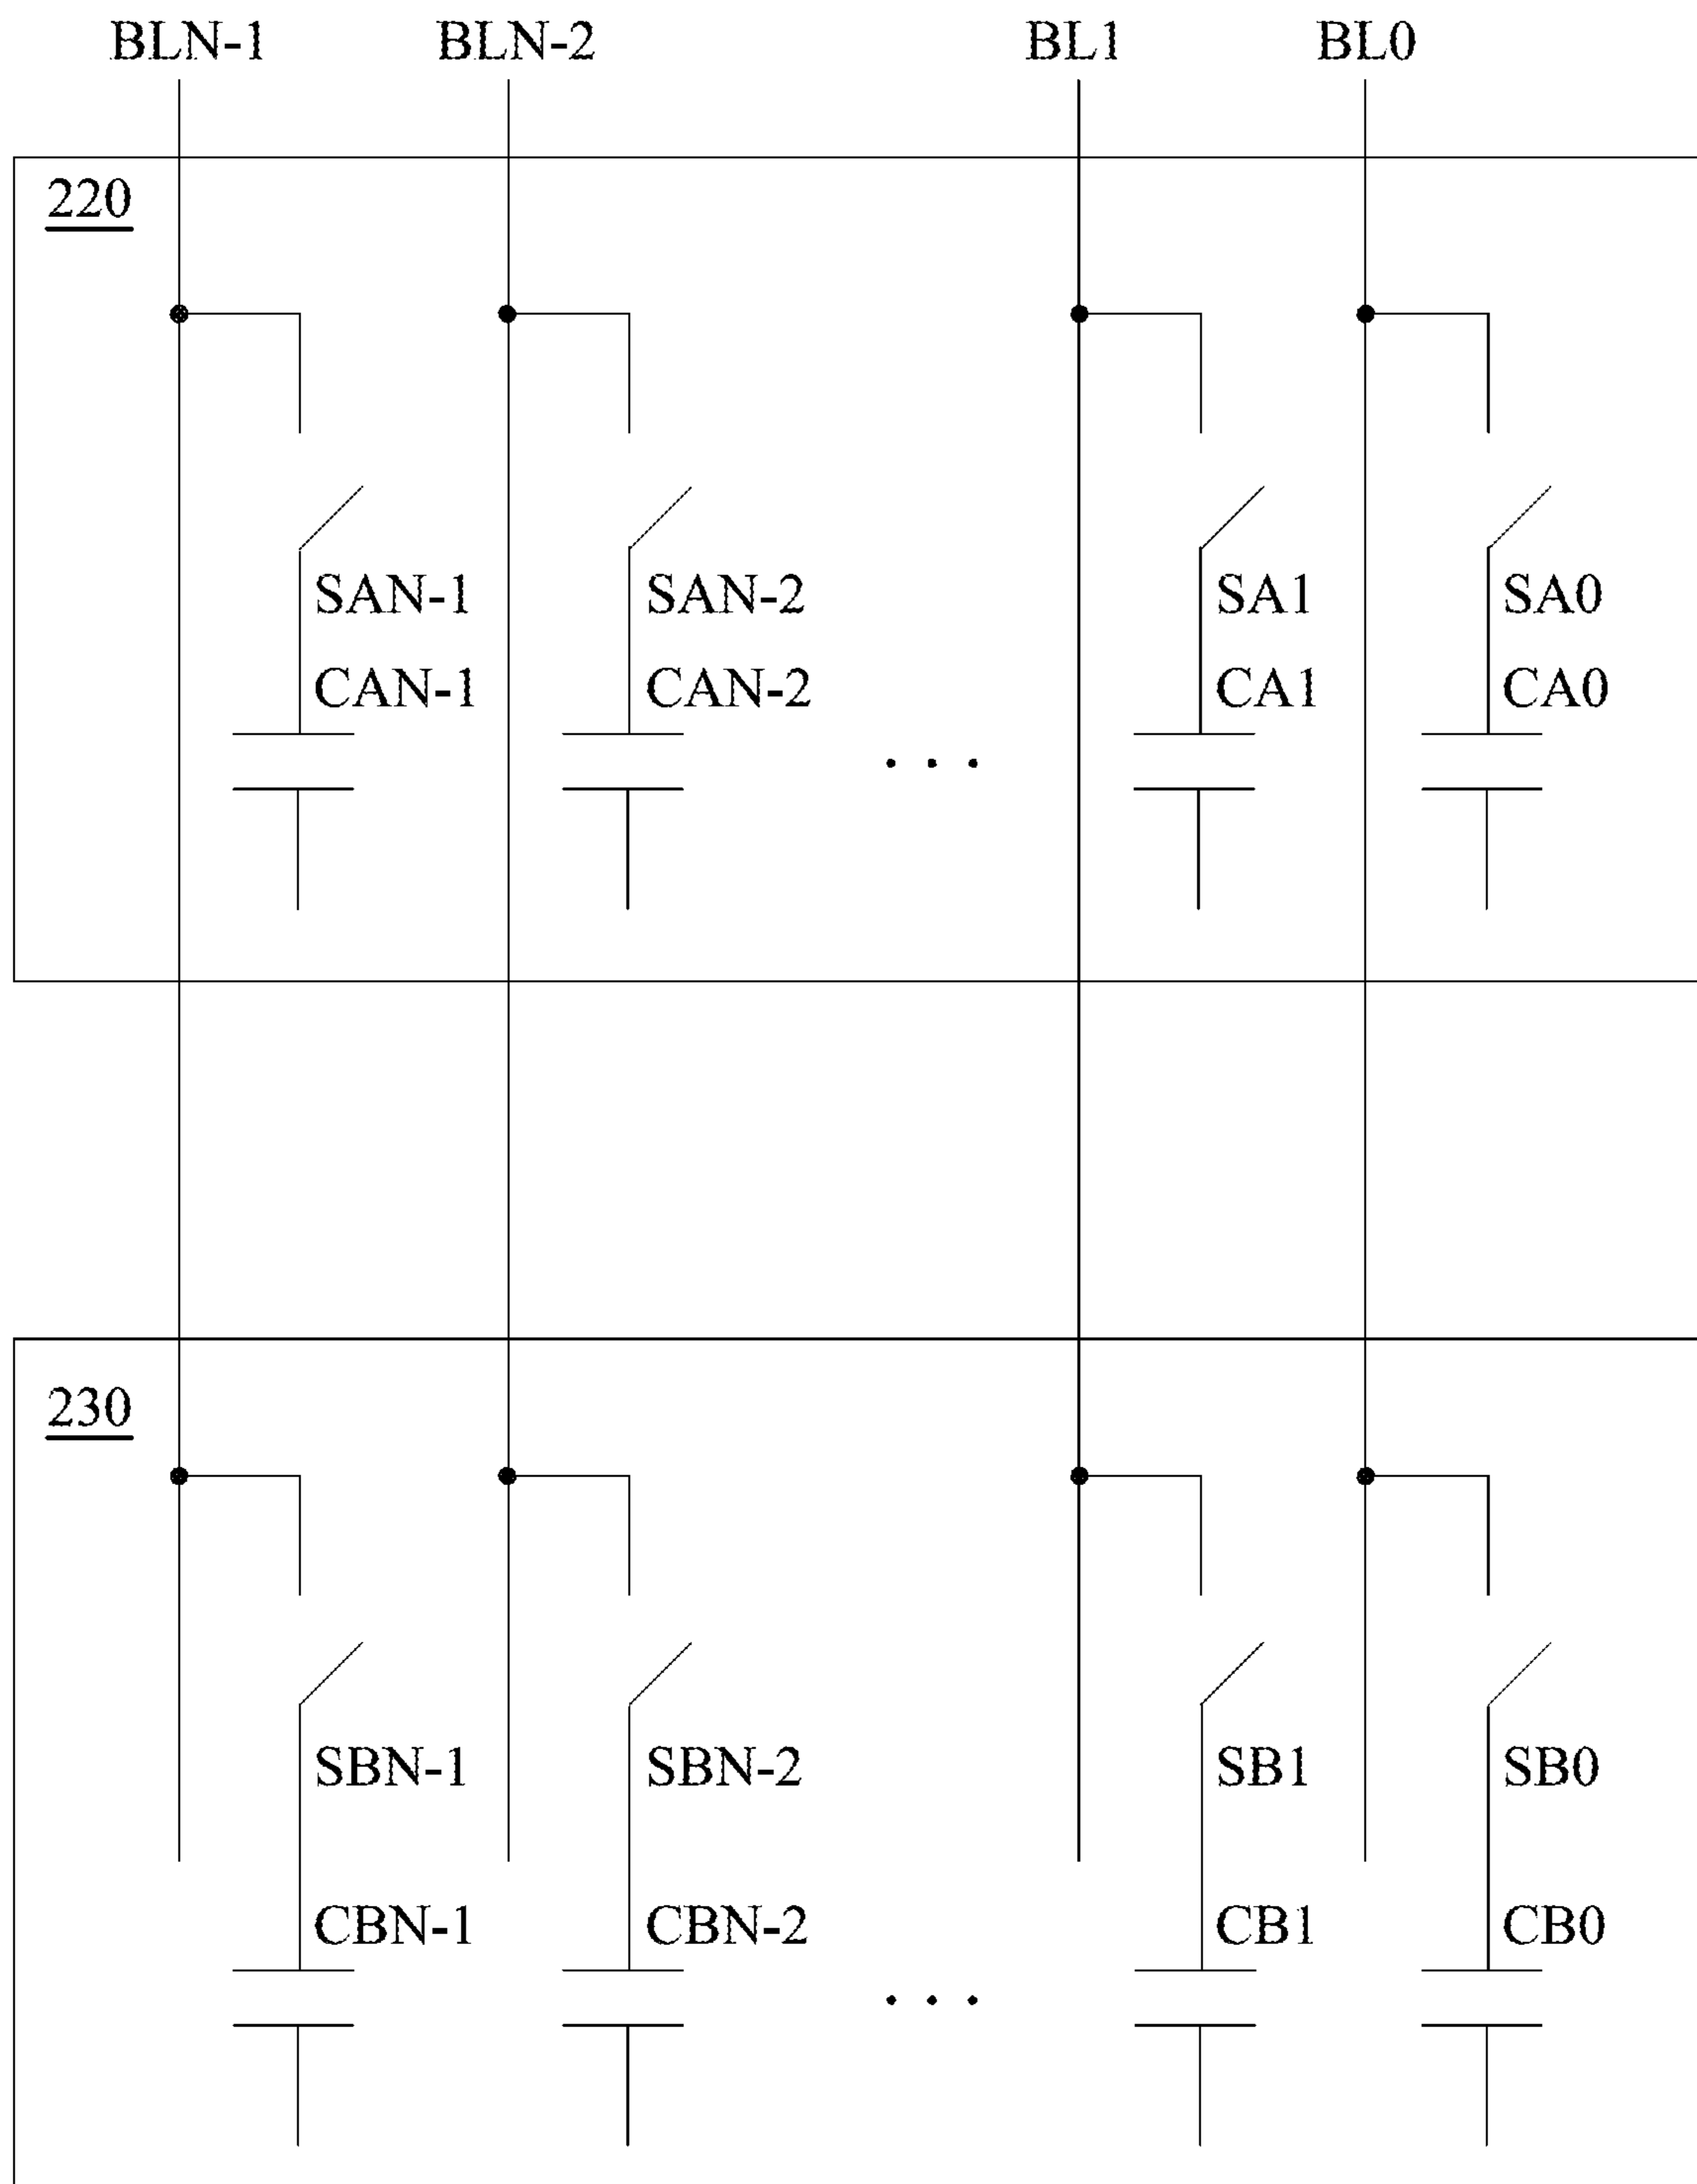 BLN-1 BLN-2 BL1 BL0
220
SAN-1 SAN-2 SA1 SA0
CAN-1 CAN-2 CA1 CA0
. . .
230
SBN-1 SBN-2 SB1 SB0
CBN-1 CBN-2 CB1 CB0
. . .